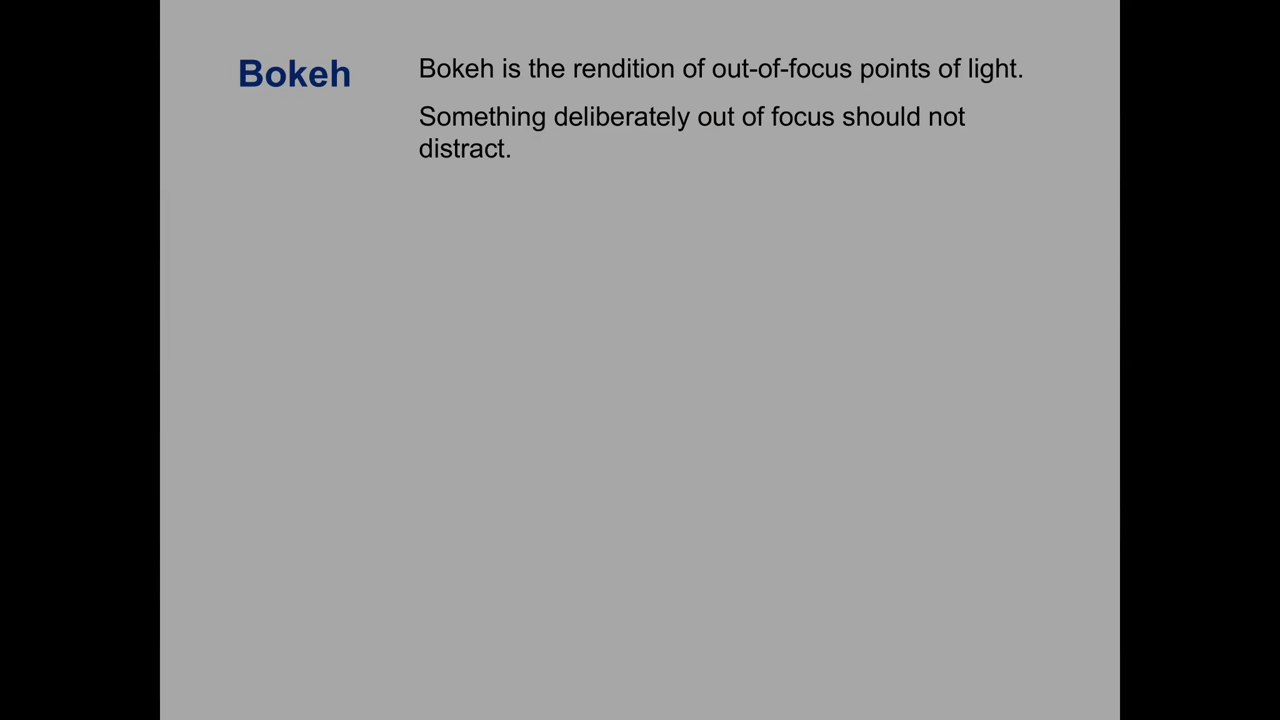 Bokeh
Bokeh is the rendition of out-of-focus points of light.
Something deliberately out of focus should not
distract.